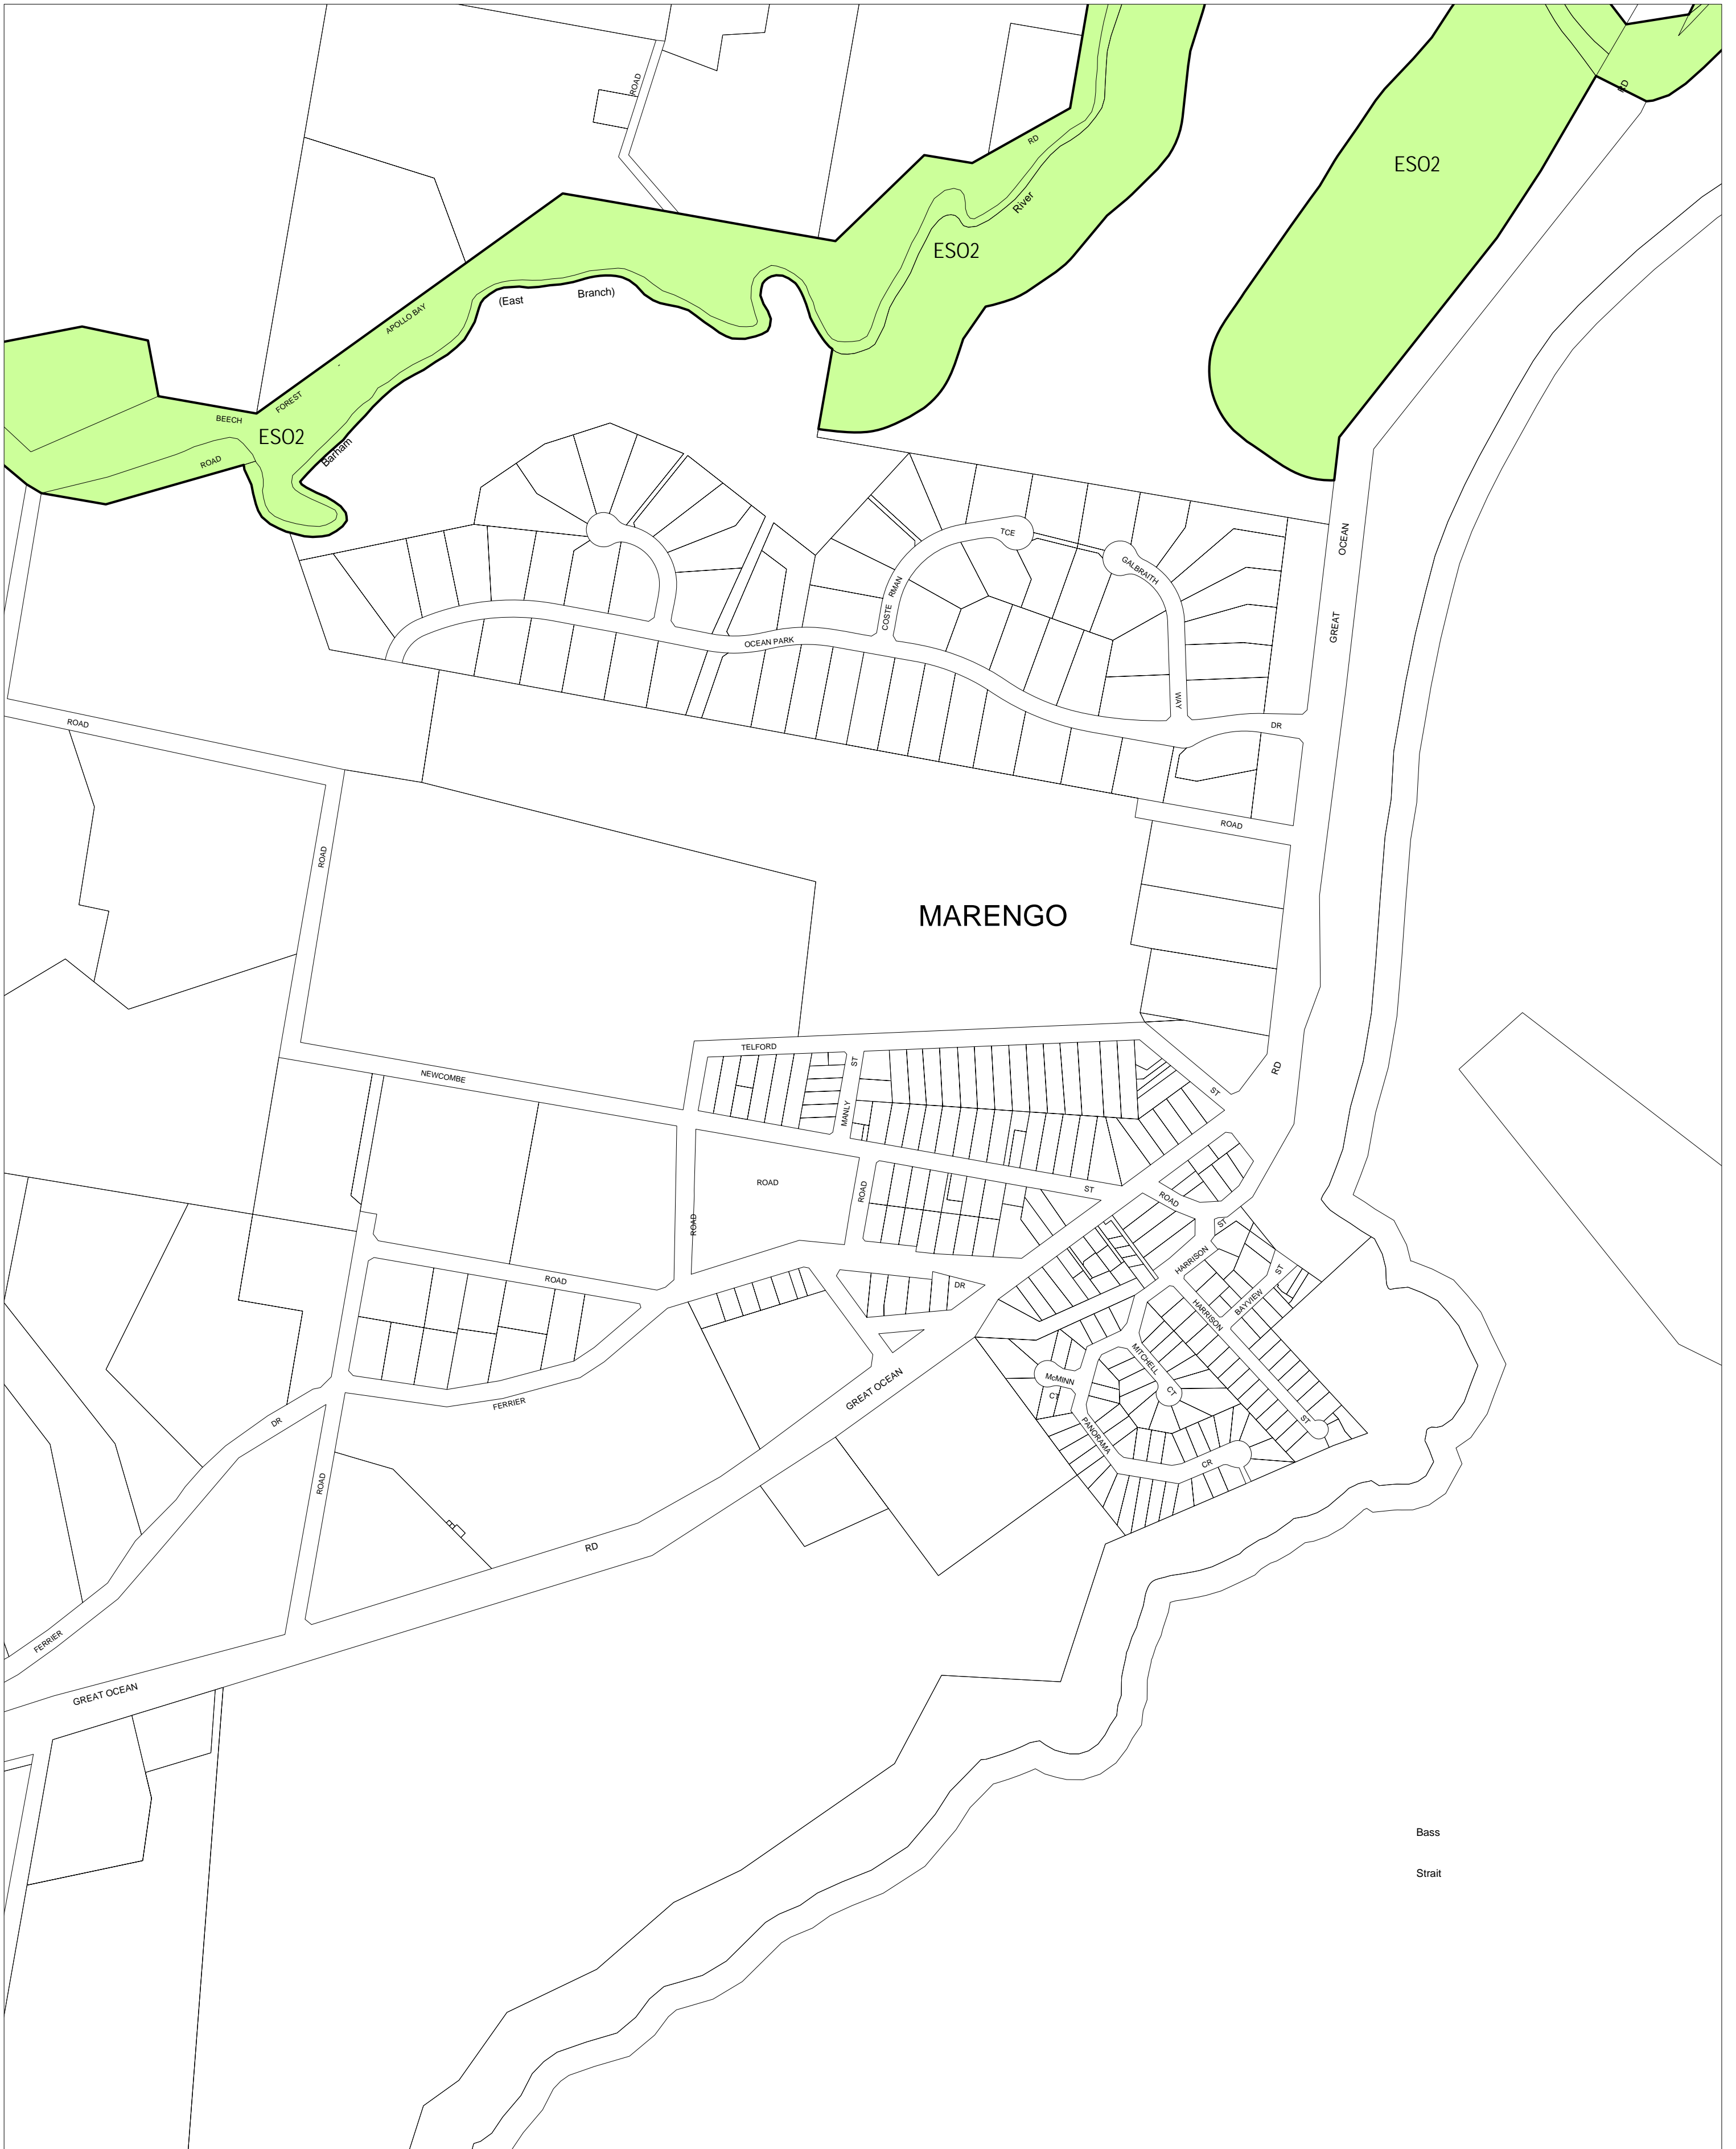 ROAD
RD
ESO2
RD
River
ESO2
(East
Branch)
APOLLO BAY
FOREST
BEECH
ESO2
Barham
ROAD
OCEAN
TCE
GALBRAITH
RMAN
COSTE
GREAT
OCEAN PARK
WAY
DR
ROAD
ROAD
ROAD
MARENGO
TELFORD
ST
RD
NEWCOMBE
ST
MANLY
ROAD
ST
ROAD
ROAD
ROAD
ST
HARRISON
ST
ROAD
DR
BAYVIEW
HARRISON
MITCHELL
McMINN
CT
CT
GREAT OCEAN
FERRIER
DR
PANORAMA
ST
CR
ROAD
RD
FERRIER
GREAT OCEAN
Bass
Strait